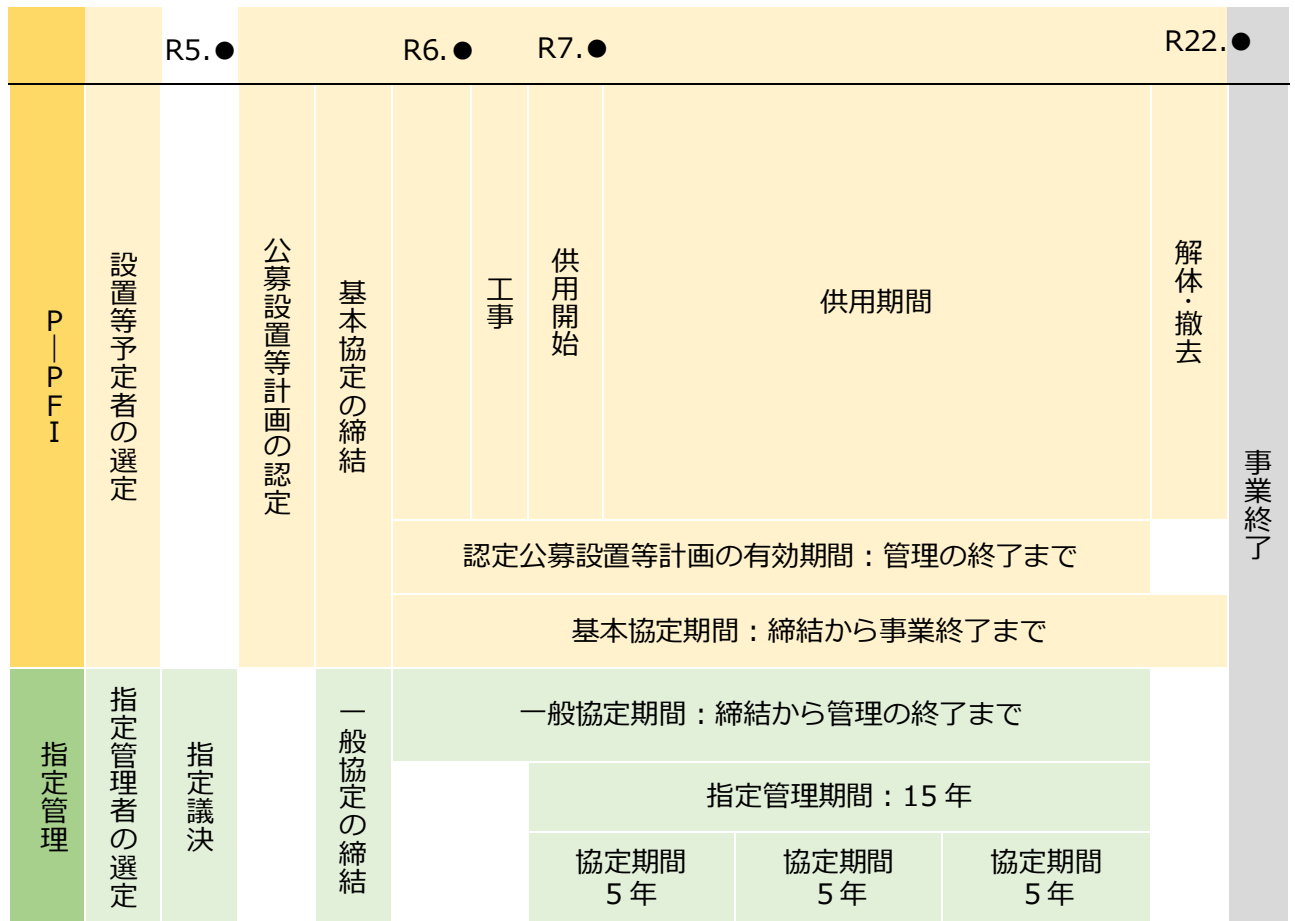 R5.●
R6.●
R7.●
R22.●
P―PFI
設置等予定者の選定
公募設置等計画の認定
基本協定の締結
工事
供用開始
供用期間
解体・撤去
事業終了
認定公募設置等計画の有効期間：管理の終了まで
基本協定期間：締結から事業終了まで
指定管理
指定管理者の選定
指定議決
一般協定の締結
一般協定期間：締結から管理の終了まで
指定管理期間：15年
協定期間
5年
協定期間
5年
協定期間
5年